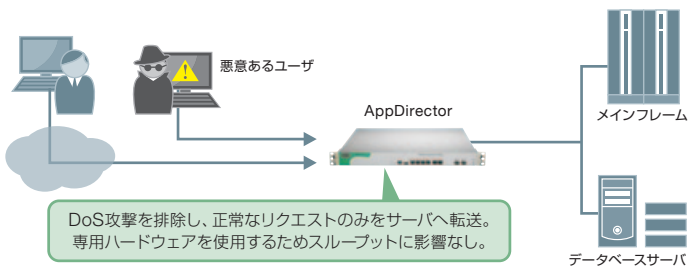 悪意あるユーザ
AppDirector
メインフレーム
DoS攻撃を排除し、正常なリクエストのみをサーバへ転送。
専用ハードウェアを使用するためスループットに影響なし。
データベースサーバ